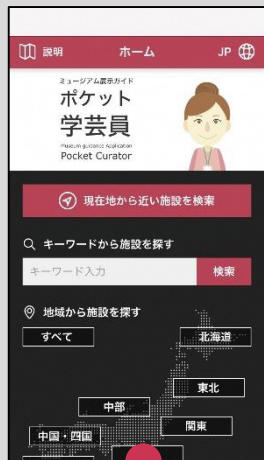 説明
ホーム
JP
ミュージアム展示ガイド
ポケット
学芸員
Museum guidance Application
Pocket Curator
現在地から近い施設を検索
キーワードから施設を探す
キーワード入力
検索
地域から施設を探す
すべて
北海道
東北
中部
関東
中国・四国